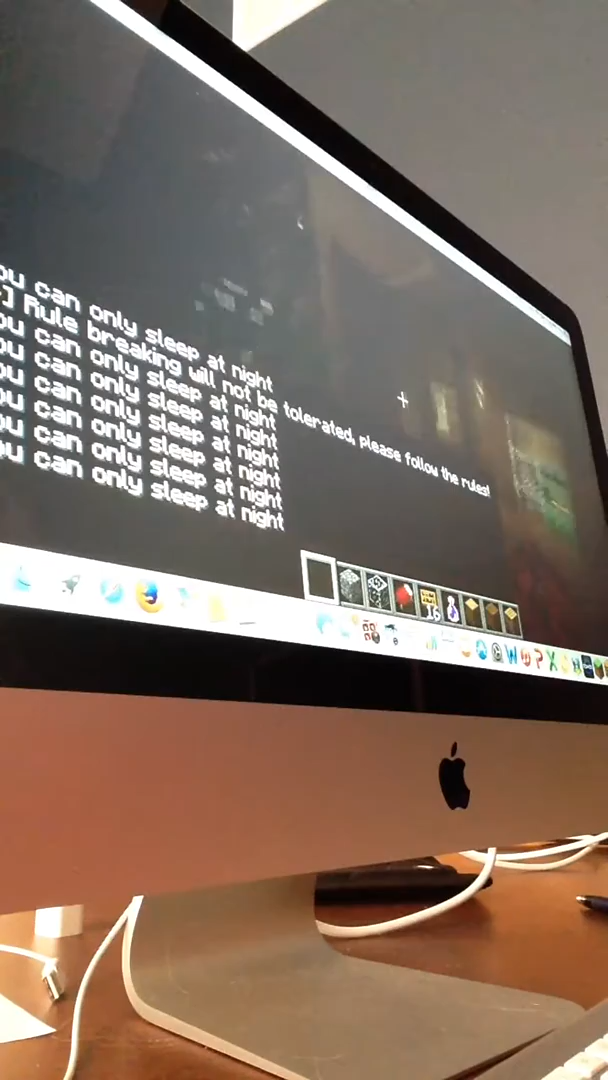 ou can only sleep at night
] Rule breaking will not be tolerated, please follow the rules!
ou can only sleep at night
ou can only sleep at night
ou can only sleep at night
ou can only sleep at night
ou can only sleep at night
ou can only sleep at night
16